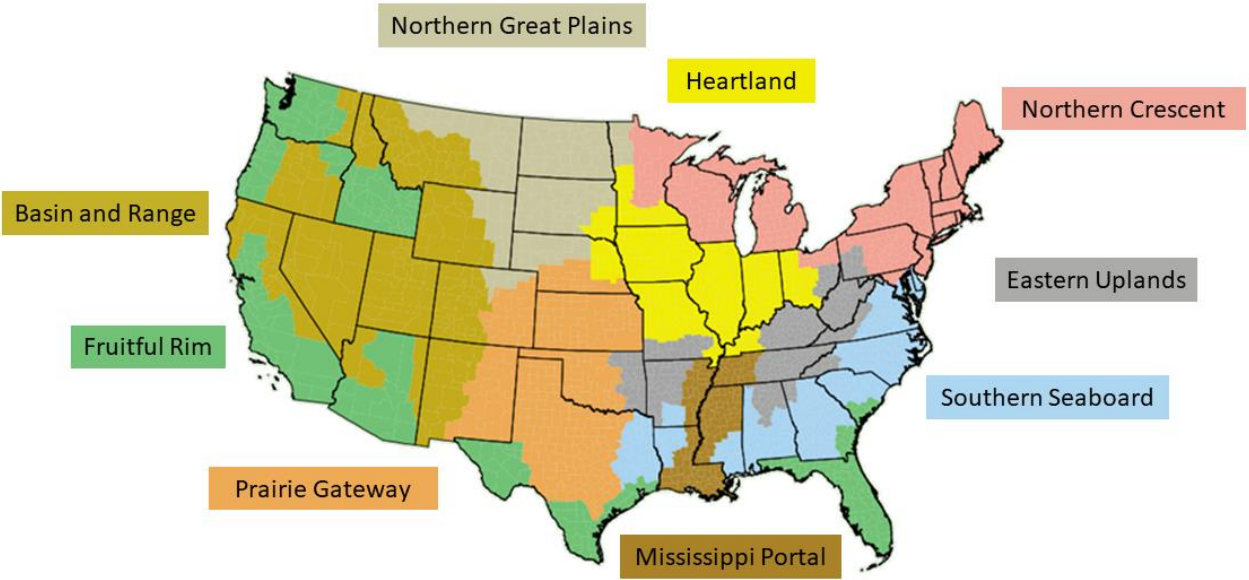 Northern Great Plains
Heartland
Northern Crescent
Basin and Range
Eastern Uplands
Fruitful Rim
Southern Seaboard
Prairie Gateway
Mississippi Portal